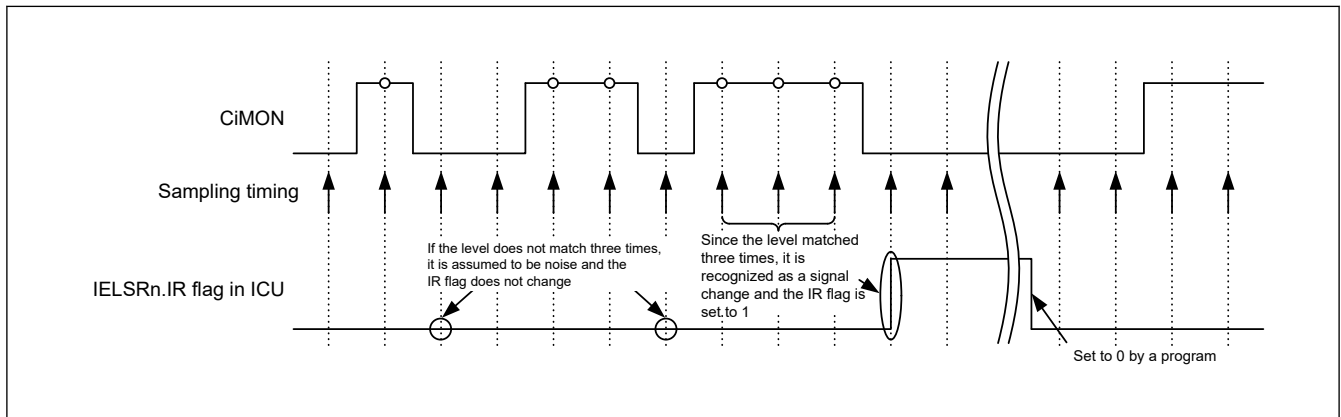 CiMON
Sampling timing
If the level does not match three times,
it is assumed to be noise and the
IR flag does not change
Since the level matched
three times, it is
recognized as a signal
change and the IR flag is
set.to 1
IELSRn.IR flag in ICU
Set to 0 by a program